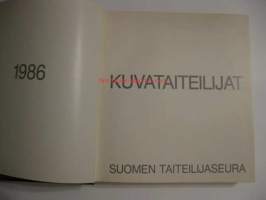 1986
KUVATAITEILIJAT
SUOMEN TAITEILIJASEURA